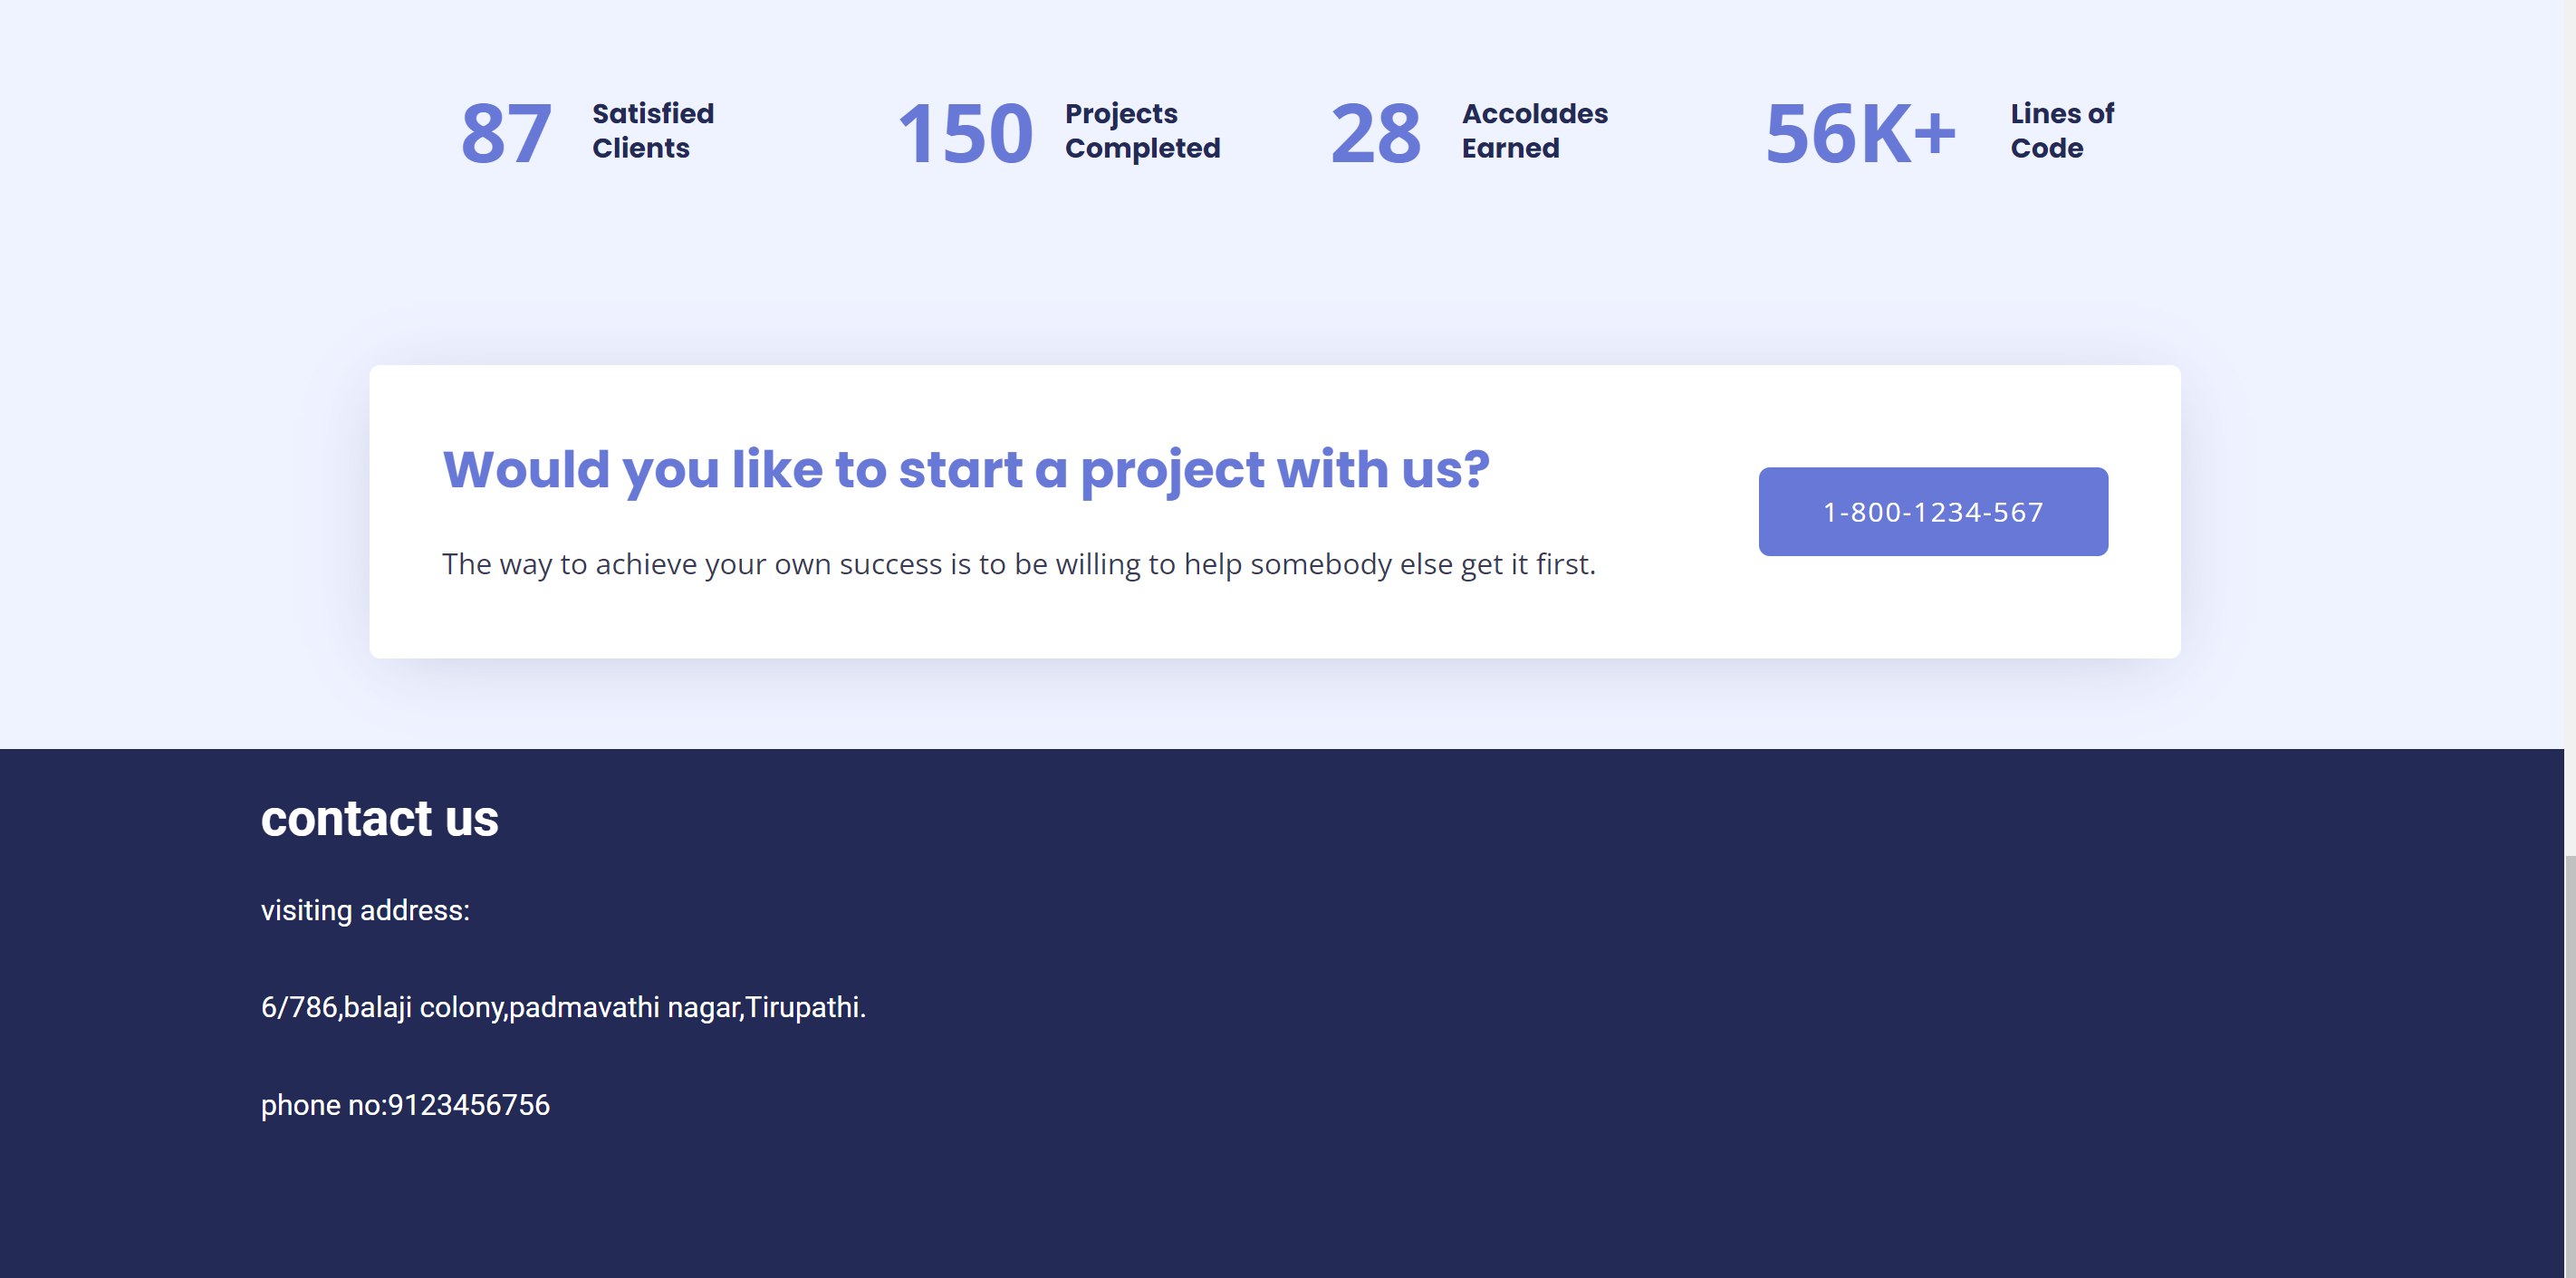 87 Satisfied Clients
150 Projects Completed
28 Accolades Earned
56K+ Lines of Code
Would you like to start a project with us?
The way to achieve your own success is to be willing to help somebody else get it first.
1-800-1234-567
contact us
visiting address:
6/786,balaji colony,padmavathi nagar,Tirupathi.
phone no:9123456756